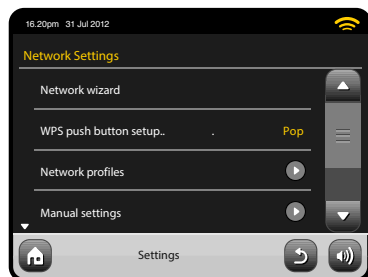 16.20pm 31 Jul 2012
Network Settings
Network wizard
WPS push button setup.. . Pop
Network profiles
Manual settings
Settings